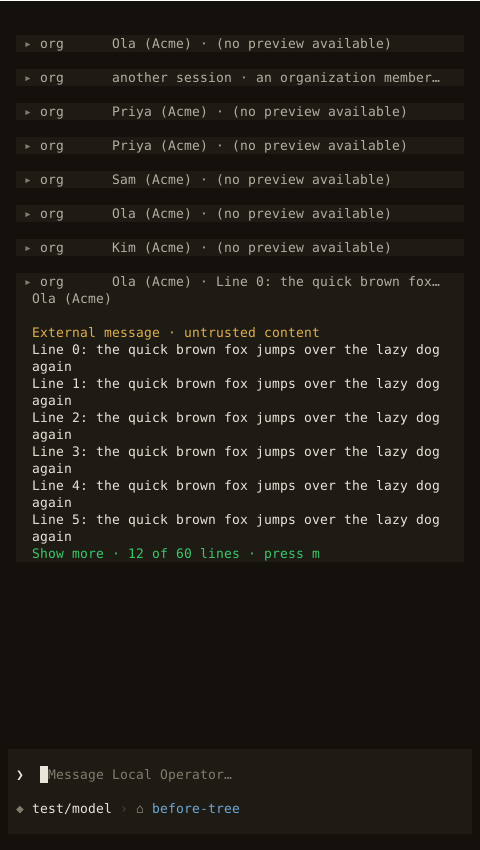 ▸ org      Ola (Acme) · (no preview available)
▸ org      another session · an organization member…
▸ org      Priya (Acme) · (no preview available)
▸ org      Priya (Acme) · (no preview available)
▸ org      Sam (Acme) · (no preview available)
▸ org      Ola (Acme) · (no preview available)
▸ org      Kim (Acme) · (no preview available)
▸ org      Ola (Acme) · Line 0: the quick brown fox…
Ola (Acme)
External message · untrusted content
Line 0: the quick brown fox jumps over the lazy dog
again
Line 1: the quick brown fox jumps over the lazy dog
again
Line 2: the quick brown fox jumps over the lazy dog
again
Line 3: the quick brown fox jumps over the lazy dog
again
Line 4: the quick brown fox jumps over the lazy dog
again
Line 5: the quick brown fox jumps over the lazy dog
again
Show more · 12 of 60 lines · press m
❯ Message Local Operator…
◆ test/model › ⌂ before-tree